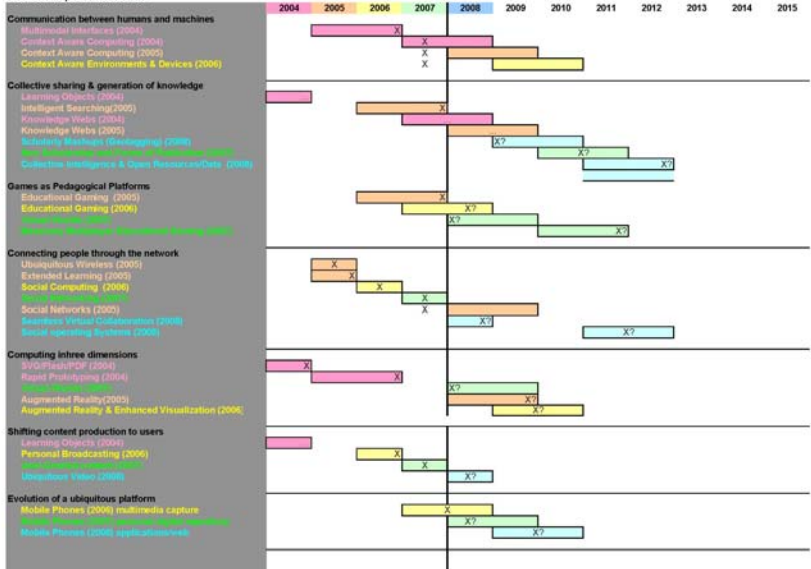 2004 2005 2006 2007 2008 2009 2010 2011 2012 2013 2014 2015
Communication between humans and machines
Multimodal Interfaces (2004) X
Context Aware Computing (2004) X
Context Aware Computing (2005) X
Context Aware Environments & Devices (2006) X
Collective sharing & generation of knowledge
Learning Objects (2004)
Intelligent Searching(2005) X
Knowledge Webs (2004)
Knowledge Webs (2005)
Scholarly Mashups (Geotagging) (2008) X?
X?
Collective Intelligence & Open Resources/Data (2008) X?
Games as Pedagogical Platforms
Educational Gaming (2005) X
Educational Gaming (2006) X?
X?
X?
Connecting people through the network
Ubuiquitous Wireless (2005) X
Extended Learning (2005) X
Social Computing (2006) X
Social Networking (2007) X
Social Networks (2005) X
Seamless Virtual Collaboration (2008) X?
Social operating Systems (2008) X?
Computing inhree dimensions
SVG/Flash/PDF (2004) X
Rapid Prototyping (2004) X
X?
Augmented Reality(2005) X?
Augmented Reality & Enhanced Visualization (2006) X?
Shifting content production to users
Learning Objects (2004)
Personal Broadcasting (2006) X
X
Ubiquitous Video (2008) X?
Evolution of a ubiquitous platform
Mobile Phones (2006) multimedia capture X
Mobile Phones X?
Mobile Phones (2008) applications/web X?